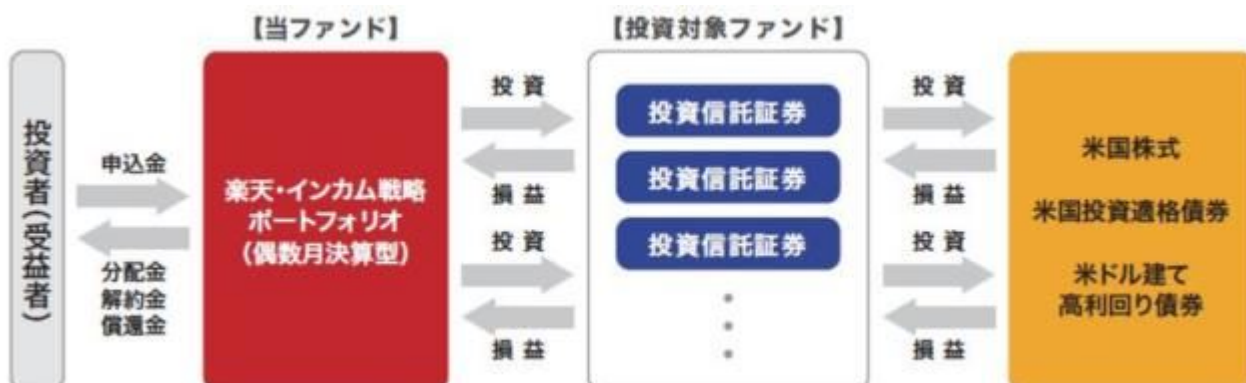 【当ファンド】
【投資対象ファンド】
投資者(受益者)
申込金
分配金
解約金
償還金
楽天・インカム戦略
ポートフォリオ
(偶数月決算型)
投資
損益
投資
損益
投資信託証券
投資信託証券
投資信託証券
投資
損益
投資
損益
米国株式
米国投資適格債券
米ドル建て
高利回り債券